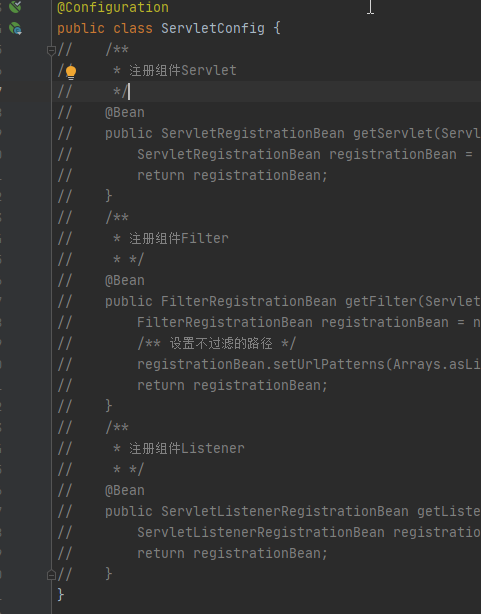 @Configuration
public class ServletConfig {
//    /**
/     * 注册组件Servlet
//     */
//    @Bean
//    public ServletRegistrationBean getServlet(Servl
//        ServletRegistrationBean registrationBean =
//        return registrationBean;
//    }
//    /**
//     * 注册组件Filter
//     * */
//    @Bean
//    public FilterRegistrationBean getFilter(Servlet
//        FilterRegistrationBean registrationBean = n
//        /** 设置不过滤的路径 */
//        registrationBean.setUrlPatterns(Arrays.asLi
//        return registrationBean;
//    }
//    /**
//     * 注册组件Listener
//     * */
//    @Bean
//    public ServletListenerRegistrationBean getListe
//        ServletListenerRegistrationBean registration
//        return registrationBean;
//    }
}